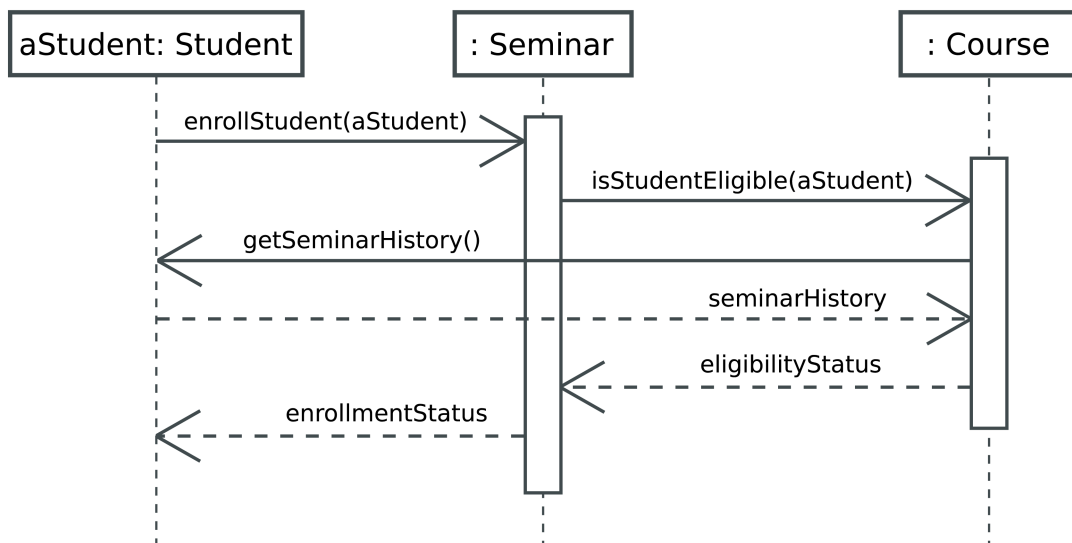 aStudent: Student
: Seminar
: Course
enrollStudent(aStudent)
isStudentEligible(aStudent)
getSeminarHistory()
seminarHistory
eligibilityStatus
enrollmentStatus